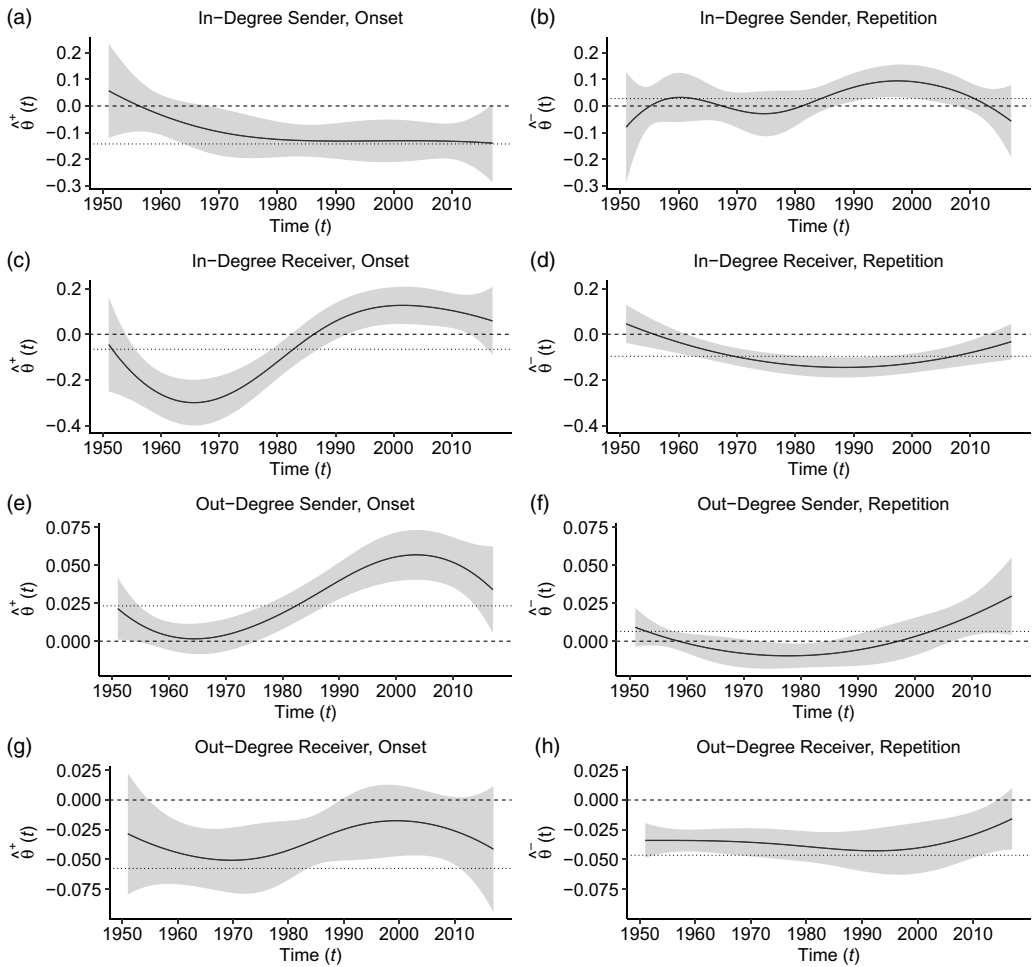 (a) In−Degree Sender, Onset
0.2
0.1
0.0
−0.1
−0.2
−0.3
θ̂⁺ (t)
1950 1960 1970 1980 1990 2000 2010
Time (t)
(b) In−Degree Sender, Repetition
0.2
0.1
0.0
−0.1
−0.2
−0.3
θ̂⁻ (t)
1950 1960 1970 1980 1990 2000 2010
Time (t)
(c) In−Degree Receiver, Onset
0.2
0.0
−0.2
−0.4
θ̂⁺ (t)
1950 1960 1970 1980 1990 2000 2010
Time (t)
(d) In−Degree Receiver, Repetition
0.2
0.0
−0.2
−0.4
θ̂⁻ (t)
1950 1960 1970 1980 1990 2000 2010
Time (t)
(e) Out−Degree Sender, Onset
0.075
0.050
0.025
0.000
θ̂⁺ (t)
1950 1960 1970 1980 1990 2000 2010
Time (t)
(f) Out−Degree Sender, Repetition
0.075
0.050
0.025
0.000
θ̂⁻ (t)
1950 1960 1970 1980 1990 2000 2010
Time (t)
(g) Out−Degree Receiver, Onset
0.025
0.000
−0.025
−0.050
−0.075
θ̂⁺ (t)
1950 1960 1970 1980 1990 2000 2010
Time (t)
(h) Out−Degree Receiver, Repetition
0.025
0.000
−0.025
−0.050
−0.075
θ̂⁻ (t)
1950 1960 1970 1980 1990 2000 2010
Time (t)